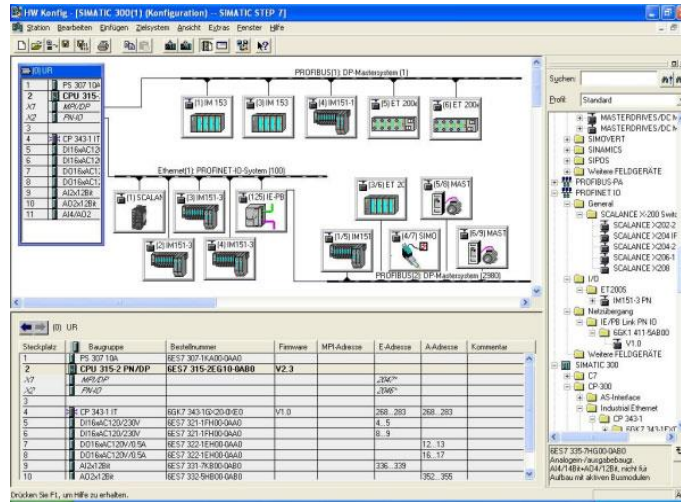 HW Konfig - [SIMATIC 300(1) (Konfiguration) -- SIMATIC STEP 7]
Station Bearbeiten Einfügen Zielsystem Ansicht Extras Fenster Hilfe
(0) UR
1 PS 307 10A
2 CPU 315-
X1 MPI/DP
X2 PN-IO
3
4 CP 343-1 IT
5 DI16xAC12
6 DI16xAC12
7 DO16xAC1
8 DO16xAC1
9 AI2x12Bit
10 AO2x12Bit
11 AI4/AO2
PROFIBUS(1): DP-Mastersystem (1)
(1) IM 153
(3) IM 153
(4) IM151-1
(5) ET 200
(6) ET 200
Ethernet(1): PROFINET-IO-System (100)
(1) SCALAN
(3) IM151-3
(125) IE-PB
(2) IM151-3
(4) IM151-3
(3/6) ET 20
(5/8) MAST
(1/5) IM151
(4/7) SIMO
(6/9) MAST
PROFIBUS(2): DP-Mastersystem (2980)
Suchen:
Profil: Standard
MASTERDRIVES/DC M
MASTERDRIVES/DC M
SIMOVERT
SINAMICS
SIPOS
Weitere FELDGERÄTE
PROFIBUS-PA
PROFINET IO
General
SCALANCE X-200 Switc
SCALANCE X202-2
SCALANCE X204 IF
SCALANCE X204-2
SCALANCE X206-1
SCALANCE X208
I/O
ET200S
IM151-3 PN
Netzübergang
IE/PB Link PN IO
6GK1 411-5AB00
V1.0
Weitere FELDGERÄTE
SIMATIC 300
C7
CP-300
AS-Interface
Industrial Ethernet
CP 343-1
6GK7 343-1EX
6ES7 335-7HG00-0AB0
Analogein-/ausgabebaugr.
AI4/14Bit+AO4/12Bit, nicht für
Aufbau mit aktiven Busmodulen
(0) UR
Steckplatz Baugruppe Bestellnummer Firmware MPI-Adresse E-Adresse A-Adresse Kommentar
1 PS 307 10A 6ES7 307-1KA00-0AA0
2 CPU 315-2 PN/DP 6ES7 315-2EG10-0AB0 V2.3
X1 MPI/DP 2047*
X2 PN-IO 2046*
3
4 CP 343-1 IT 6GK7 343-1GX20-0XE0 V1.0 268...283 268...283
5 DI16xAC120/230V 6ES7 321-1FH00-0AA0 4...5
6 DI16xAC120/230V 6ES7 321-1FH00-0AA0 8...9
7 DO16xAC120V/0.5A 6ES7 322-1EH00-0AA0 12...13
8 DO16xAC120V/0.5A 6ES7 322-1EH00-0AA0 16...17
9 AI2x12Bit 6ES7 331-7KB00-0AB0 336...339
10 AO2x12Bit 6ES7 332-5HB00-0AB0 352...355
Drücken Sie F1, um Hilfe zu erhalten.